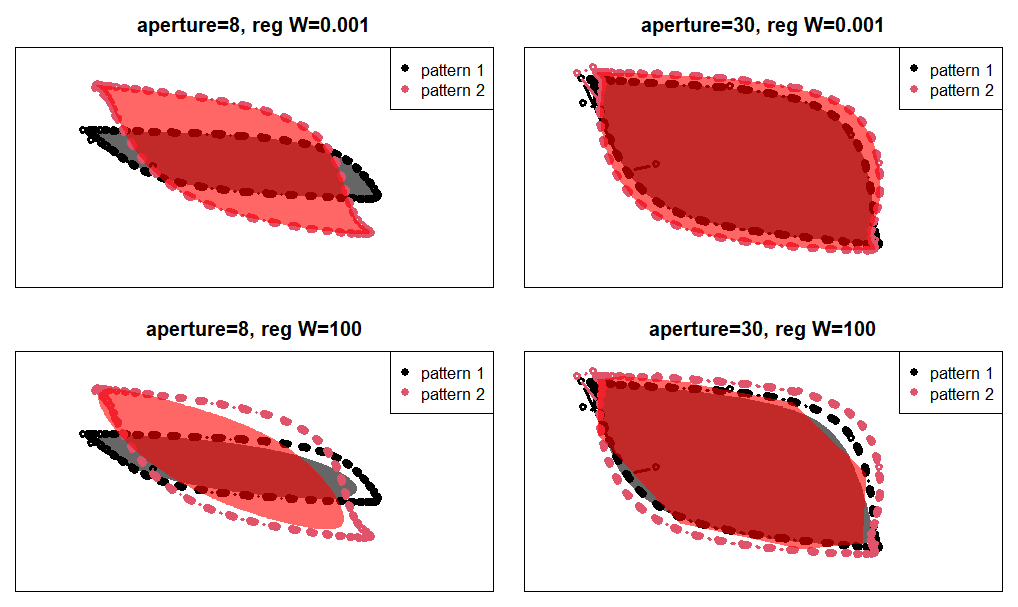 aperture=8, reg W=0.001
pattern 1
pattern 2
aperture=30, reg W=0.001
pattern 1
pattern 2
aperture=8, reg W=100
pattern 1
pattern 2
aperture=30, reg W=100
pattern 1
pattern 2